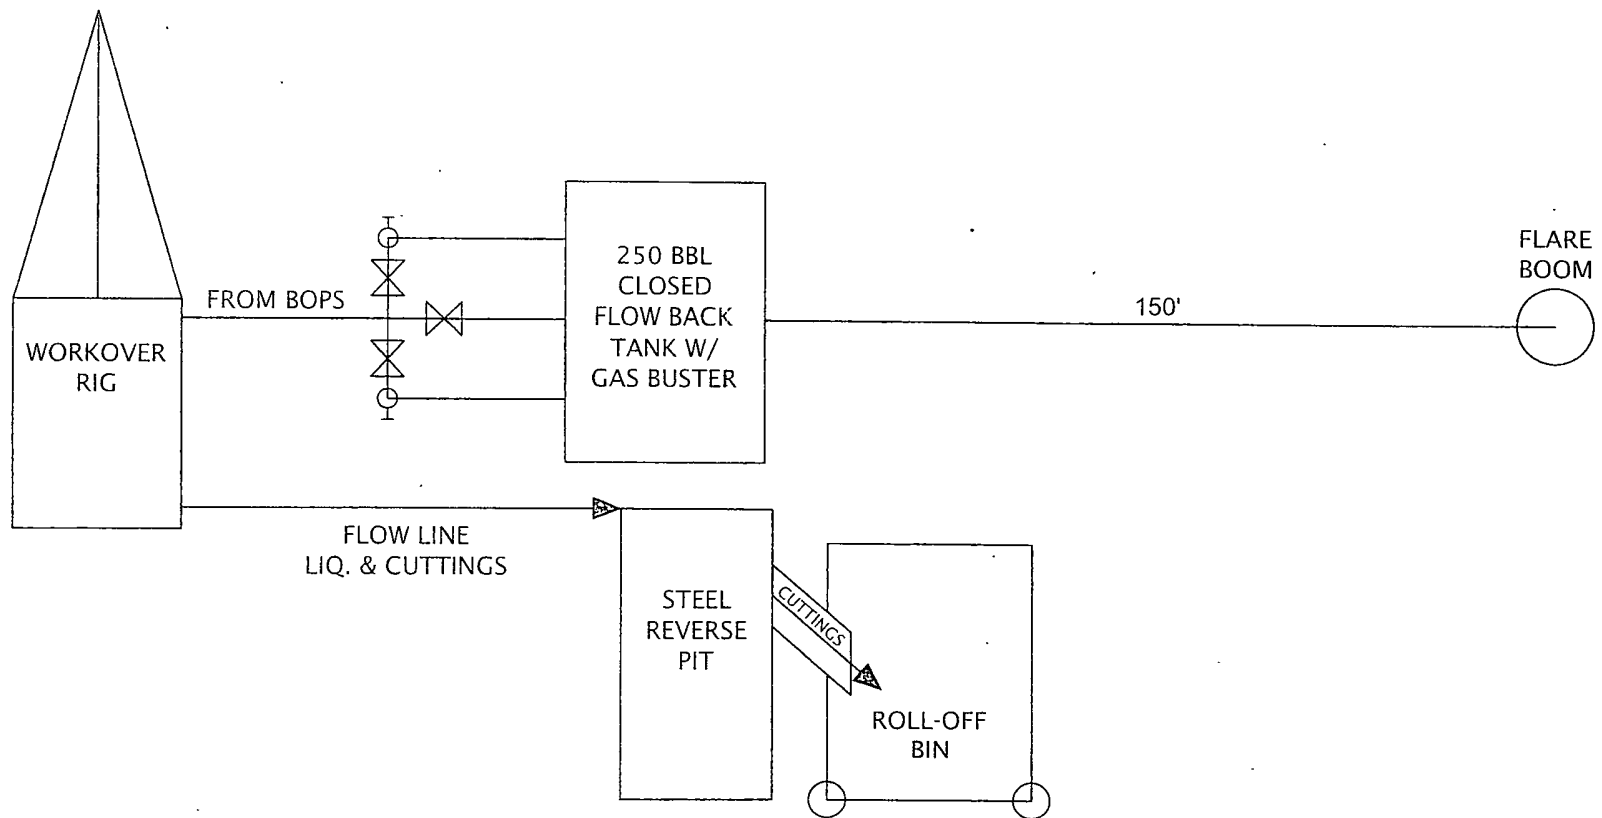 FLARE
BOOM
250 BBL
CLOSED
FLOW BACK
TANK W/
GAS BUSTER
FROM BOPS
150'
WORKOVER
RIG
FLOW LINE
LIQ. & CUTTINGS
STEEL
REVERSE
PIT
CUTTINGS
ROLL-OFF
BIN